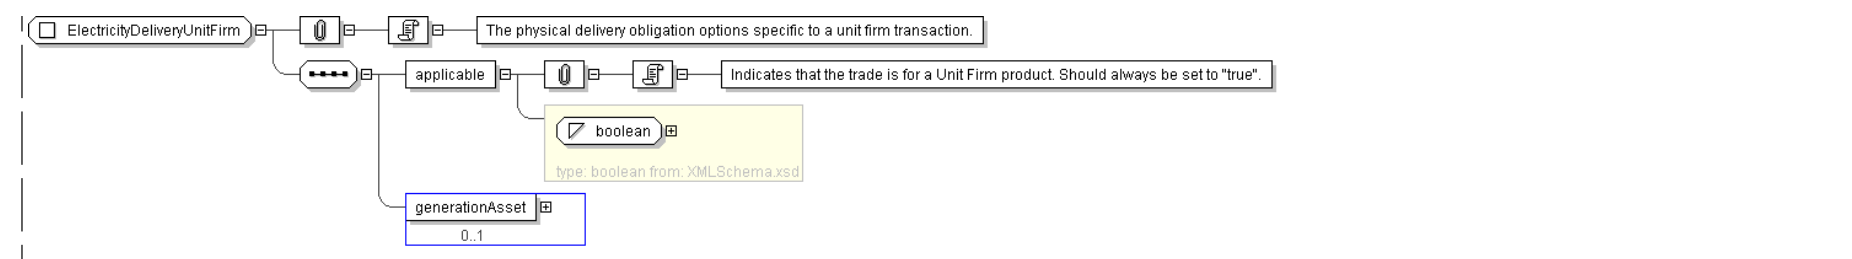 ElectricityDeliveryUnitFirm
The physical delivery obligation options specific to a unit firm transaction.
applicable
Indicates that the trade is for a Unit Firm product. Should always be set to "true".
boolean
type: boolean from: XMLSchema.xsd
generationAsset
0..1